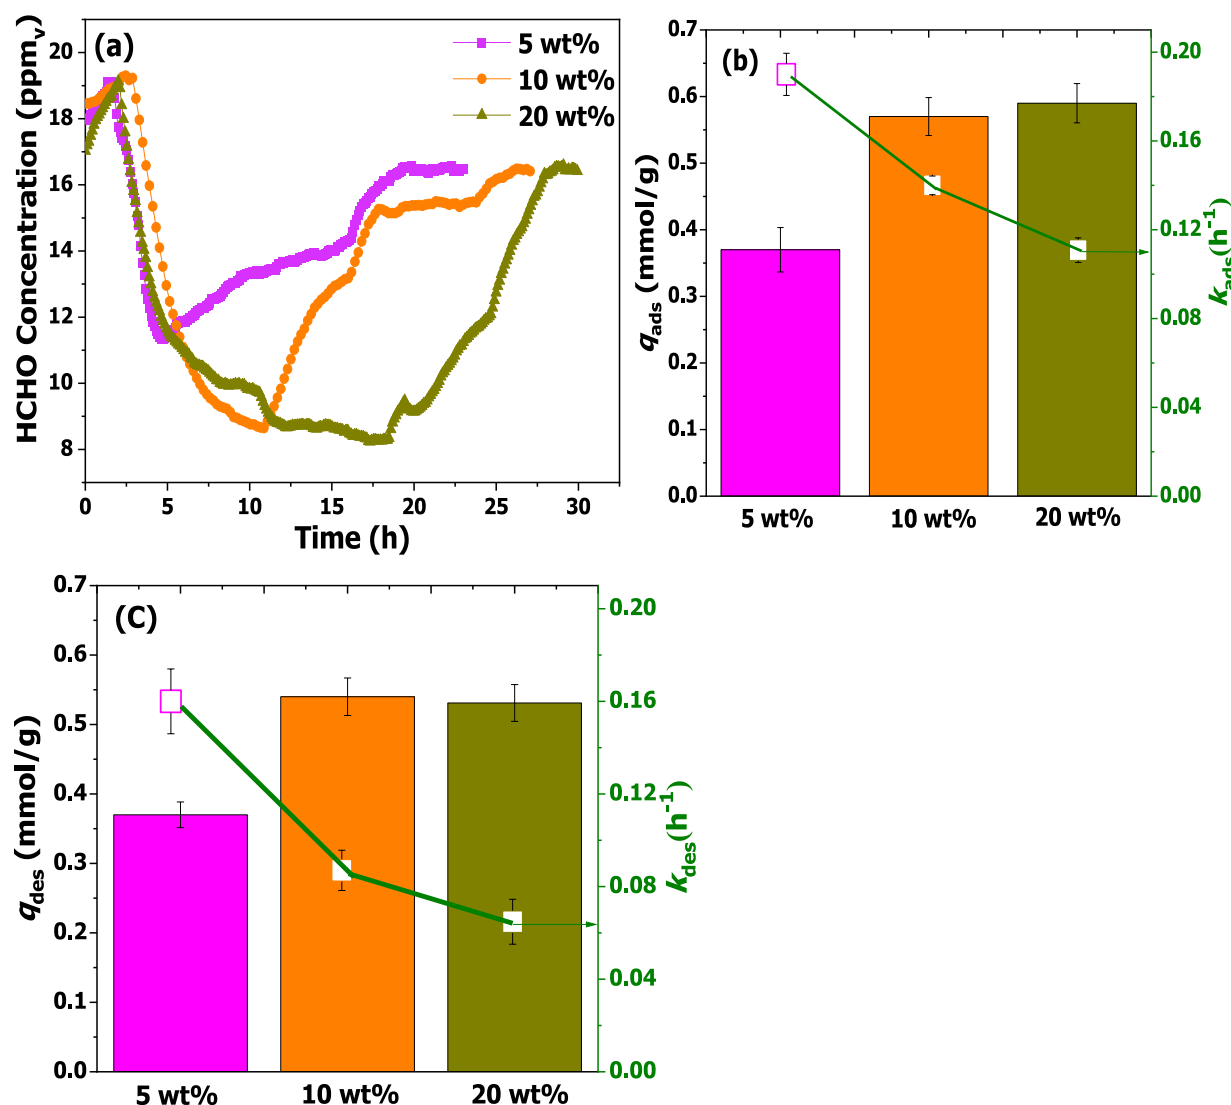 (a)
5 wt%
10 wt%
20 wt%
HCHO Concentration (ppmᵥ)
20
18
16
14
12
10
8
0 5 10 15 20 25 30
Time (h)
(b)
q_ads (mmol/g)
0.7
0.6
0.5
0.4
0.3
0.2
0.1
0.0
5 wt% 10 wt% 20 wt%
0.20
0.16
0.12
0.08
0.04
0.00
k_ads(h⁻¹)
(C)
q_des (mmol/g)
0.7
0.6
0.5
0.4
0.3
0.2
0.1
0.0
5 wt% 10 wt% 20 wt%
0.20
0.16
0.12
0.08
0.04
0.00
k_des(h⁻¹)